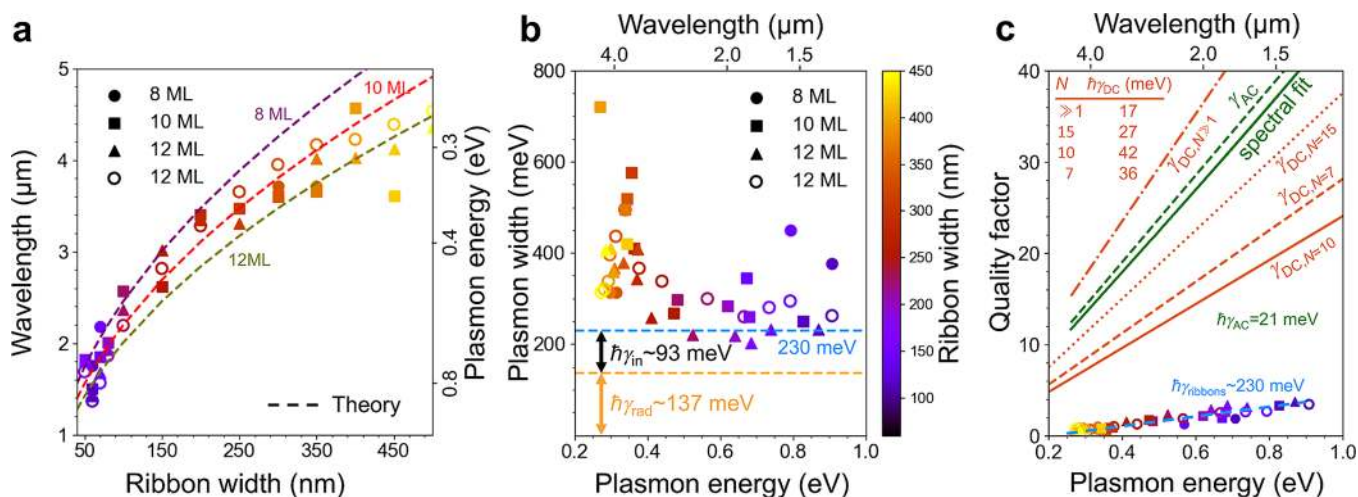 a
Wavelength (μm)
5
4
3
2
1
8 ML
10 ML
12 ML
12 ML
8 ML
10 ML
12ML
Theory
50
150
250
350
450
Ribbon width (nm)
0.3
0.4
0.8
Plasmon energy (eV)
b
Wavelength (μm)
4.0
2.0
1.5
Plasmon width (meV)
800
600
400
200
8 ML
10 ML
12 ML
12 ML
230 meV
ℏγin~93 meV
ℏγrad~137 meV
0.2
0.4
0.6
0.8
1.0
Plasmon energy (eV)
450
400
350
300
250
200
150
100
Ribbon width (nm)
c
Wavelength (μm)
4.0
2.0
1.5
Quality factor
40
30
20
10
0
N ℏγDC (meV)
≫1 17
15 27
10 42
7 36
γDC,N≫1
γAC
spectral fit
γDC,N=15
γDC,N=7
γDC,N=10
ℏγAC=21 meV
ℏγribbons~230 meV
0.2
0.4
0.6
0.8
1.0
Plasmon energy (eV)